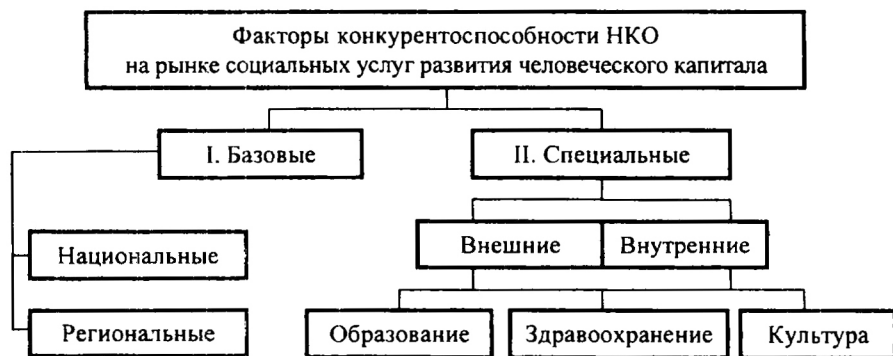 Факторы конкурентоспособности НКО
на рынке социальных услуг развития человеческого капитала
I. Базовые
II. Специальные
Национальные
Внешние
Внутренние
Региональные
Образование
Здравоохранение
Культура